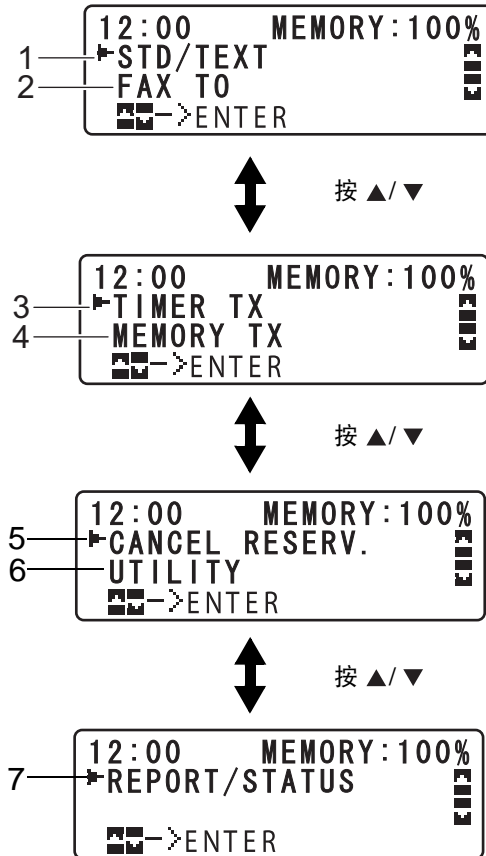 12:00 MEMORY:100%
1 STD/TEXT
2 FAX TO
->ENTER
按 ▲/ ▼
12:00 MEMORY:100%
3 TIMER TX
4 MEMORY TX
->ENTER
按 ▲/ ▼
12:00 MEMORY:100%
5 CANCEL RESERV.
6 UTILITY
->ENTER
按 ▲/ ▼
12:00 MEMORY:100%
7 REPORT/STATUS
->ENTER